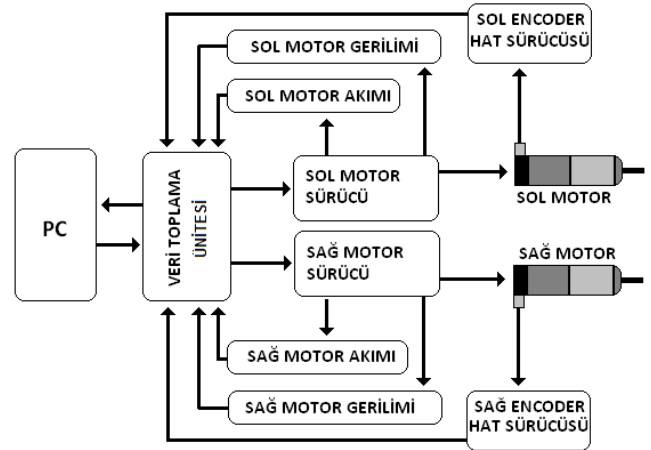 SOL ENCODER
HAT SÜRÜCÜSÜ
SOL MOTOR GERİLİMİ
SOL MOTOR AKIMI
PC
VERİ TOPLAMA
ÜNİTESİ
SOL MOTOR
SÜRÜCÜ
SOL MOTOR
SAĞ MOTOR
SÜRÜCÜ
SAĞ MOTOR
SAĞ MOTOR AKIMI
SAĞ MOTOR GERİLİMİ
SAĞ ENCODER
HAT SÜRÜCÜSÜ